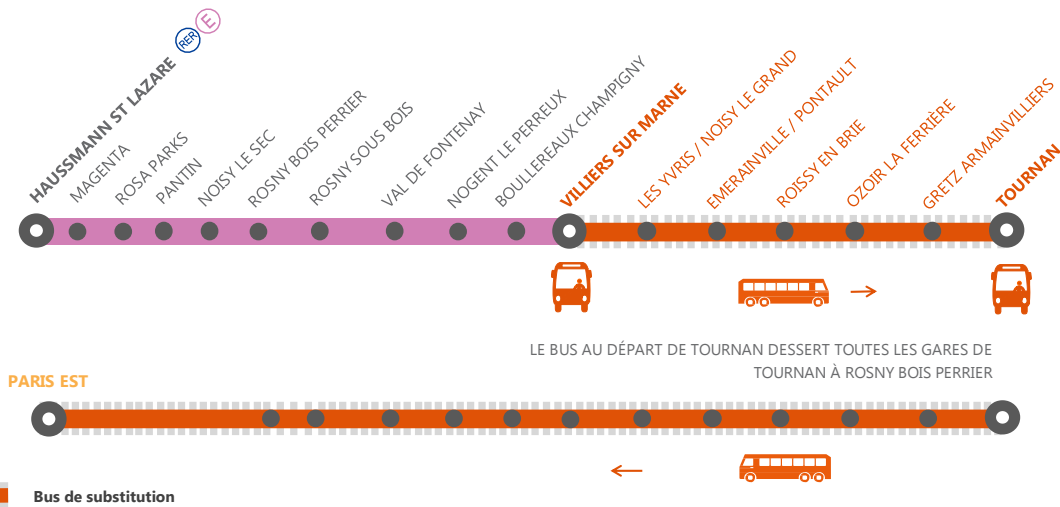 HAUSSMANN ST LAZARE
RER E
MAGENTA
ROSA PARKS
PANTIN
NOISY LE SEC
ROSNY BOIS PERRIER
ROSNY SOUS BOIS
VAL DE FONTENAY
NOGENT LE PERREUX
BOULLEREAUX CHAMPIGNY
VILLIERS SUR MARNE
LES YVRIS / NOISY LE GRAND
EMERAINVILLE / PONTAULT
ROISSY EN BRIE
OZOIR LA FERRIÈRE
GRETZ ARMAINVILLIERS
TOURNAN
LE BUS AU DÉPART DE TOURNAN DESSERT TOUTES LES GARES DE
TOURNAN À ROSNY BOIS PERRIER
PARIS EST
Bus de substitution